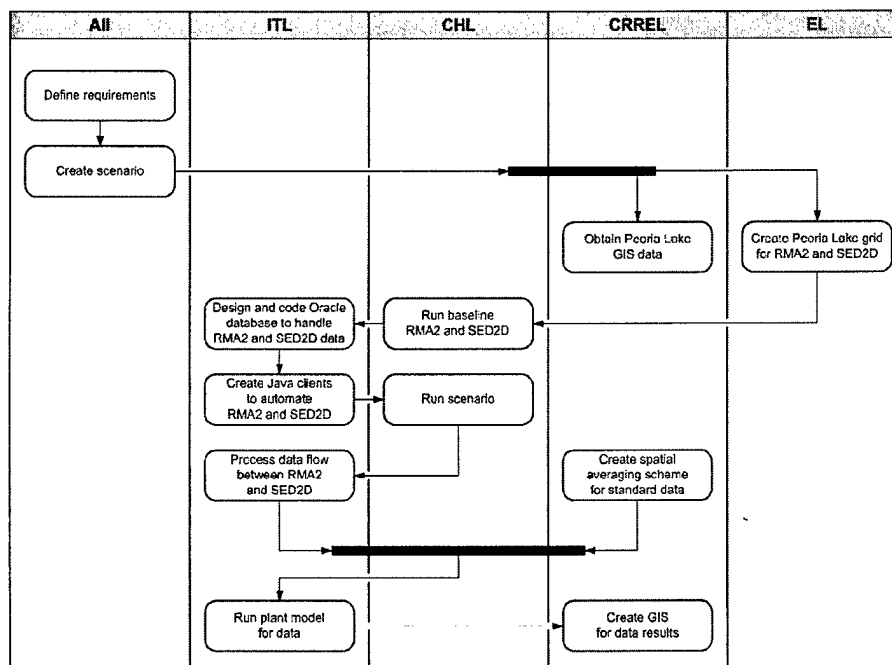 All ITL CHL CRREL EL
Define requirements
Create scenario
Obtain Peoria Lake
GIS data
Create Peoria Lake grid
for RMA2 and SED2D
Design and code Oracle
database to handle
RMA2 and SED2D data
Run baseline
RMA2 and SED2D
Create Java clients
to automate
RMA2 and SED2D
Run scenario
Process data flow
between RMA2
and SED2D
Create spatial
averaging scheme
for standard data
Run plant model
for data
Create GIS
for data results